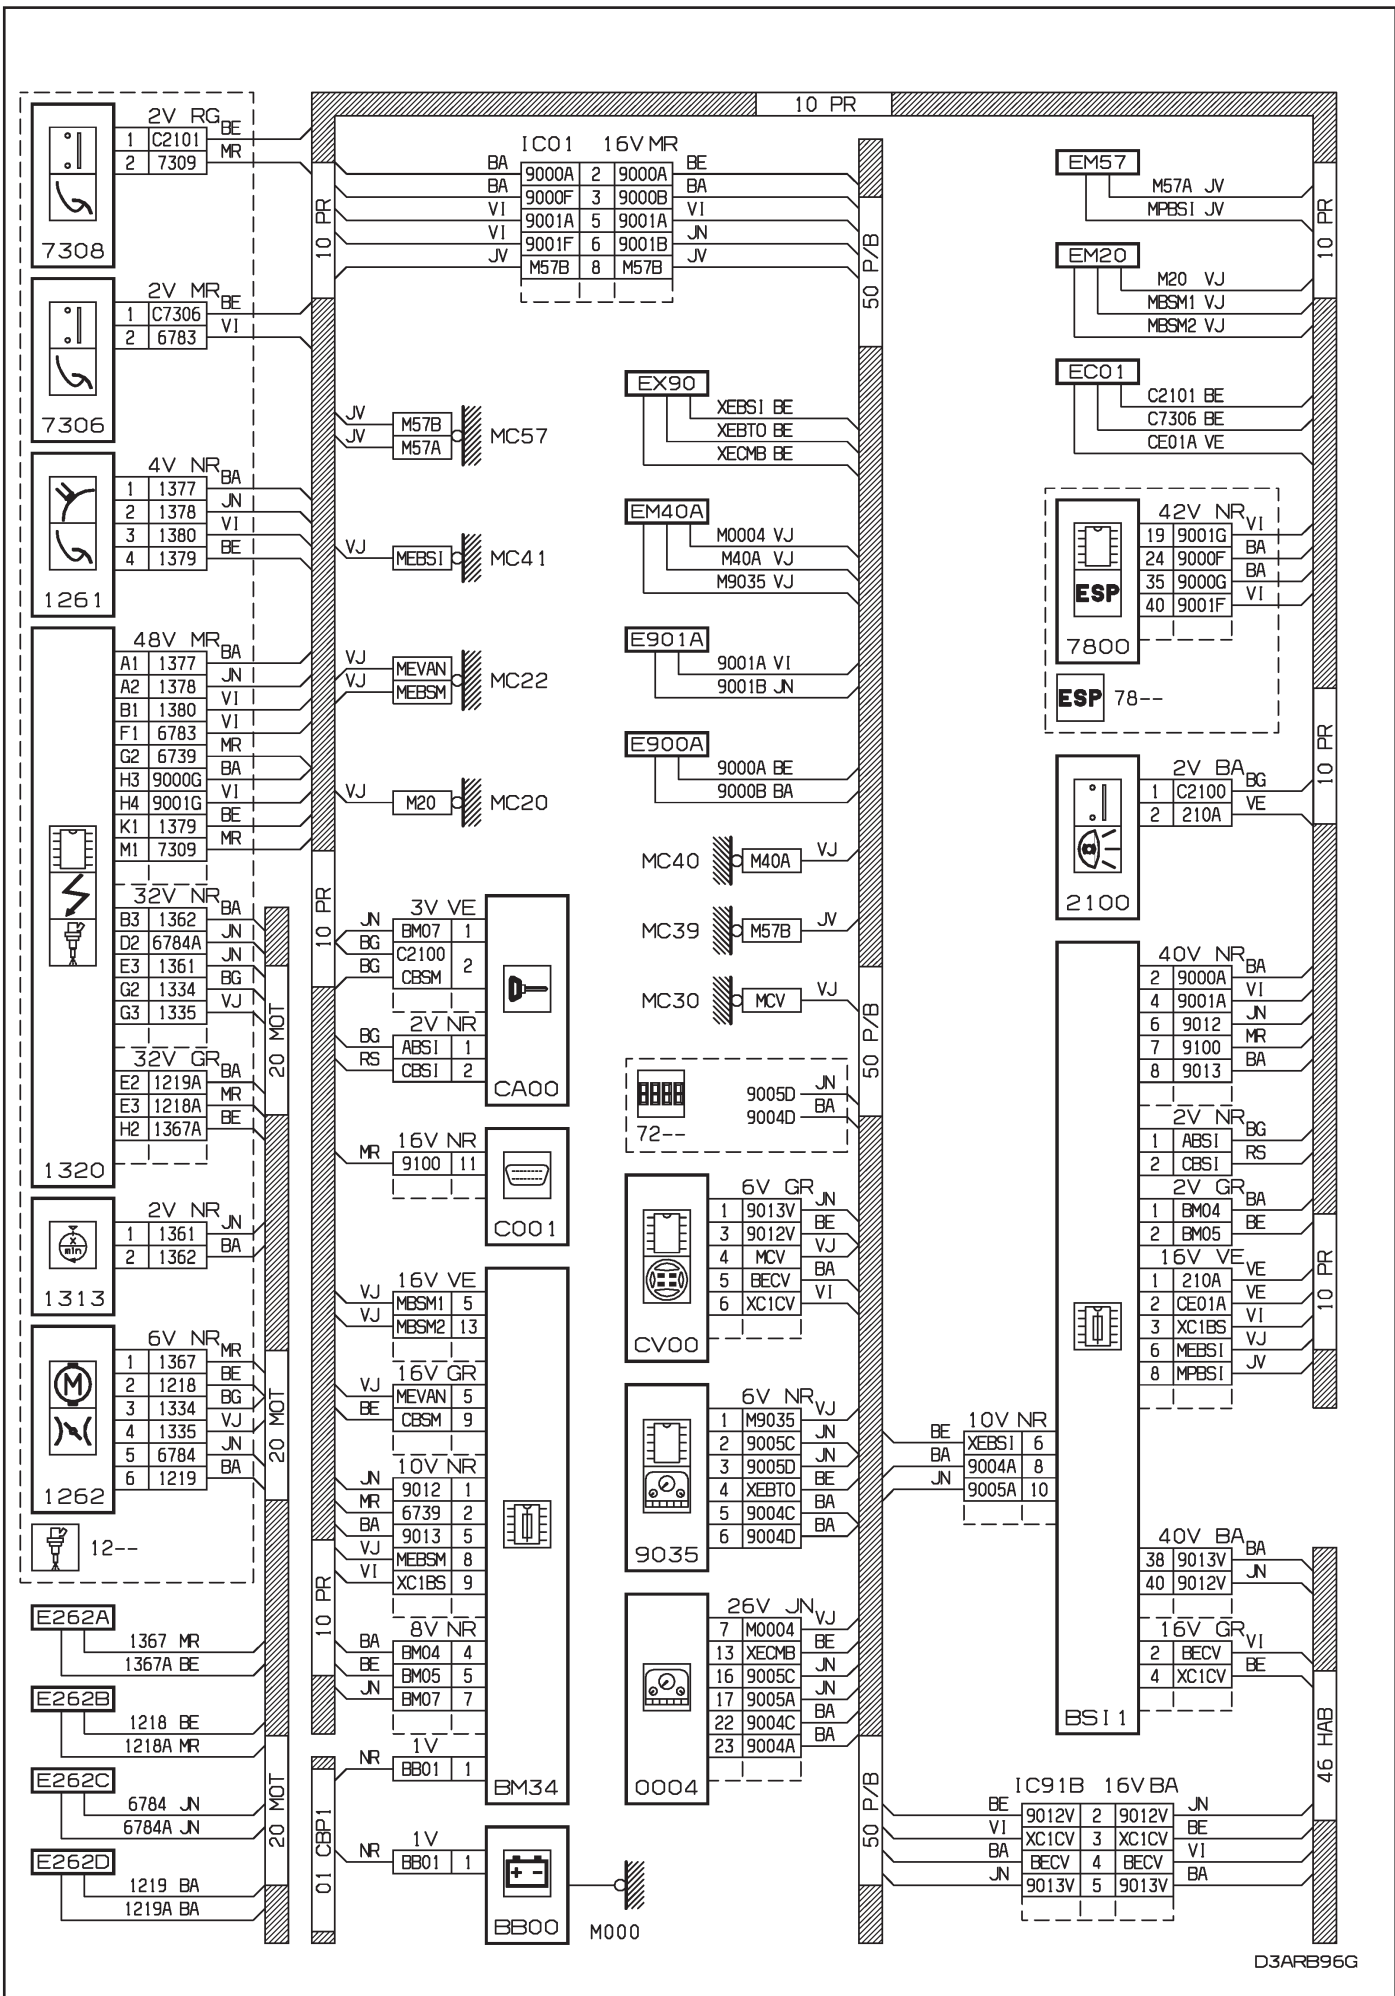 10 PR
2V RG
1 C2101 BE
2 7309 MR
7308
2V MR
1 C7306 BE
2 6783 VI
7306
4V NR
1 1377 BA
2 1378 JN
3 1380 VI
4 1379 BE
1261
48V MR
A1 1377 BA
A2 1378 JN
B1 1380 VI
F1 6783 VI
G2 6739 MR
H3 9000G BA
H4 9001G VI
K1 1379 BE
M1 7309 MR
32V NR
B3 1362 BA
D2 6784A JN
E3 1361 JN
G2 1334 BG
G3 1335 VJ
32V GR
E2 1219A BA
E3 1218A MR
H2 1367A BE
1320
2V NR
1 1361 JN
2 1362 BA
x
min
1313
6V NR
1 1367 MR
2 1218 BE
3 1334 BG
4 1335 VJ
5 6784 JN
6 1219 BA
M
1262
12--
E262A
1367 MR
1367A BE
E262B
1218 BE
1218A MR
E262C
6784 JN
6784A JN
E262D
1219 BA
1219A BA
20 MOT
20 MOT
20 MOT
10 PR
10 PR
10 PR
01 CBP1
IC01 16V MR
BA 9000A 2 9000A BE
BA 9000F 3 9000B BA
VI 9001A 5 9001A VI
VI 9001F 6 9001B JN
JV M57B 8 M57B JV
JV M57B
JV M57A
MC57
VJ MEBSI MC41
VJ MEVAN
VJ MEBSM
MC22
VJ M20 MC20
3V VE
JN BM07 1
BG C2100
BG CBSM 2
2V NR
BG ABSI 1
RS CBSI 2
CA00
16V NR
MR 9100 11
C001
16V VE
VJ MBSM1 5
VJ MBSM2 13
16V GR
VJ MEVAN 5
BE CBSM 9
10V NR
JN 9012 1
MR 6739 2
BA 9013 5
VJ MEBSM 8
VI XC1BS 9
8V NR
BA BM04 4
BE BM05 5
JN BM07 7
1V
NR BB01 1
BM34
1V
NR BB01 1
+ -
BB00
M000
EX90
XEBSI BE
XEBTO BE
XECMB BE
EM40A
M0004 VJ
M40A VJ
M9035 VJ
E901A
9001A VI
9001B JN
E900A
9000A BE
9000B BA
MC40 M40A VJ
MC39 M57B JV
MC30 MCV VJ
9005D JN
9004D BA
72--
6V GR
1 9013V JN
3 9012V BE
4 MCV VJ
5 BECV BA
6 XC1CV VI
CV00
6V NR
1 M9035 VJ
2 9005C JN
3 9005D JN
4 XEBTO BE
5 9004C BA
6 9004D BA
9035
26V JN
7 M0004 VJ
13 XECMB BE
16 9005C JN
17 9005A JN
22 9004C BA
23 9004A BA
0004
50 P/B
50 P/B
50 P/B
EM57
M57A JV
MPBSI JV
EM20
M20 VJ
MBSM1 VJ
MBSM2 VJ
EC01
C2101 BE
C7306 BE
CE01A VE
42V NR
19 9001G VI
24 9000F BA
35 9000G BA
40 9001F VI
ESP
7800
ESP 78--
2V BA
1 C2100 BG
2 210A VE
2100
40V NR
2 9000A BA
4 9001A VI
6 9012 JN
7 9100 MR
8 9013 BA
2V NR
1 ABSI BG
2 CBSI RS
2V GR
1 BM04 BA
2 BM05 BE
16V VE
1 210A VE
2 CE01A VE
3 XC1BS VI
6 MEBSI VJ
8 MPBSI JV
10V NR
BE XEBSI 6
BA 9004A 8
JN 9005A 10
40V BA
38 9013V BA
40 9012V JN
16V GR
2 BECV VI
4 XC1CV BE
BSI1
10 PR
10 PR
10 PR
46 HAB
IC91B 16V BA
BE 9012V 2 9012V JN
VI XC1CV 3 XC1CV BE
BA BECV 4 BECV VI
JN 9013V 5 9013V BA
D3ARB96G